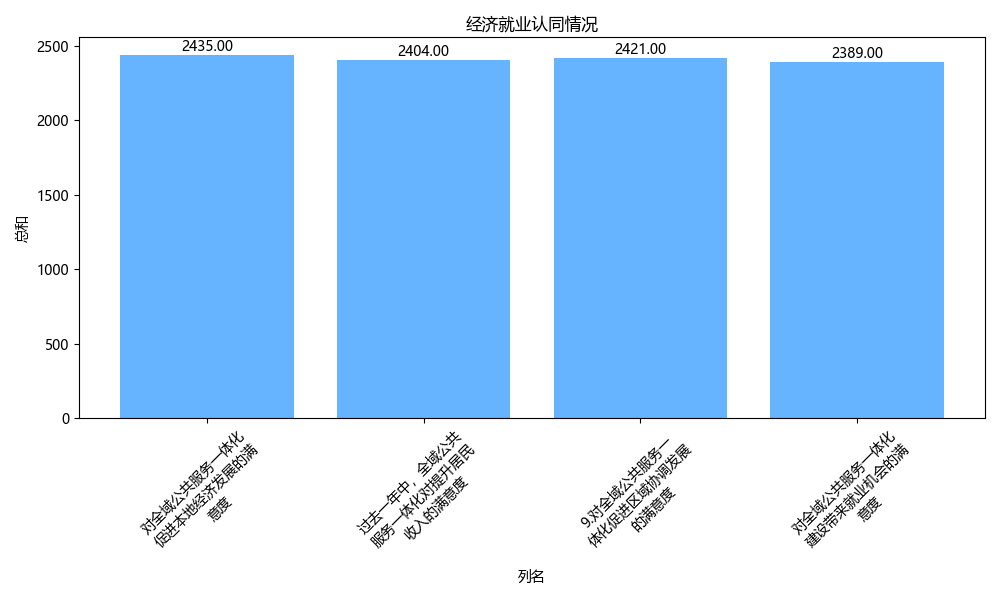 经济就业认同情况
2435.00
2404.00
2421.00
2389.00
2500
2000
1500
1000
500
0
总和
对全域公共服务一体化
促进本地经济发展的满
意度
过去一年中，全域公共
服务一体化对提升居民
收入的满意度
9.对全域公共服务一
体化促进区域协调发展
的满意度
对全域公共服务一体化
建设带来就业机会的满
意度
列名